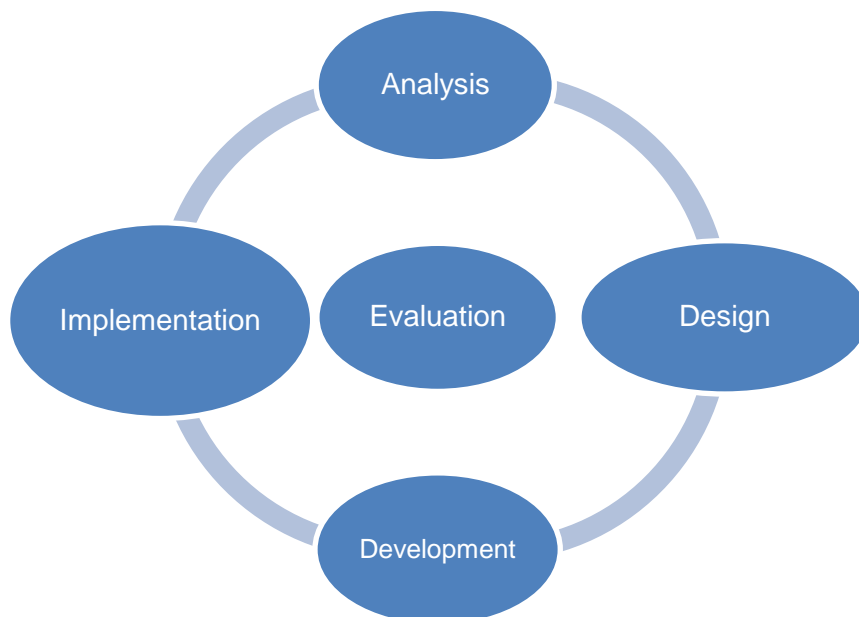 Analysis
Implementation
Evaluation
Design
Development